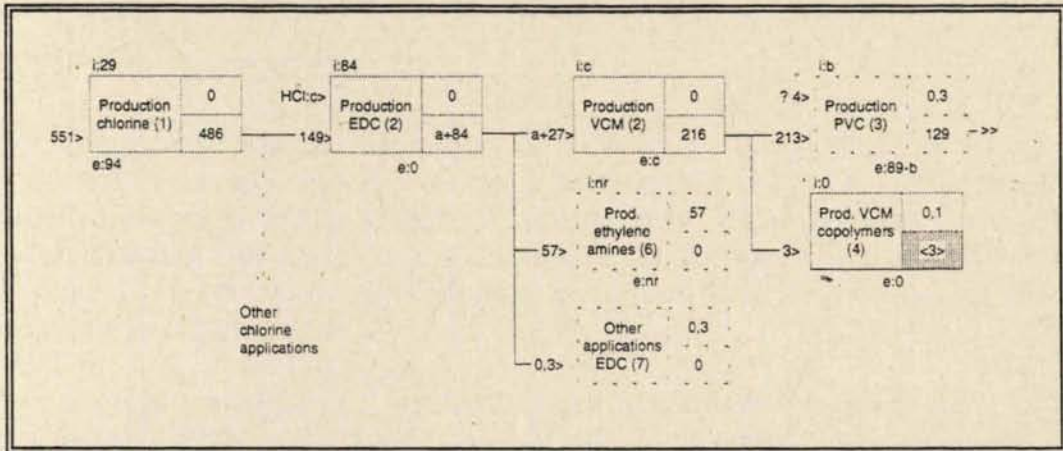 i:29
Production
chlorine (1)
0
486
551>
e:94
Other
chlorine
applications
i:84
HCl:c>
149>
Production
EDC (2)
0
a+84
e:0
i:c
a+27>
Production
VCM (2)
0
216
e:c
i:nr
57>
Prod.
ethylene
amines (6)
57
0
e:nr
0,3>
Other
applications
EDC (7)
0,3
0
i:b
? 4>
213>
Production
PVC (3)
0,3
129
>>
e:89-b
i:0
3>
Prod. VCM
copolymers
(4)
0,1
<3>
e:0